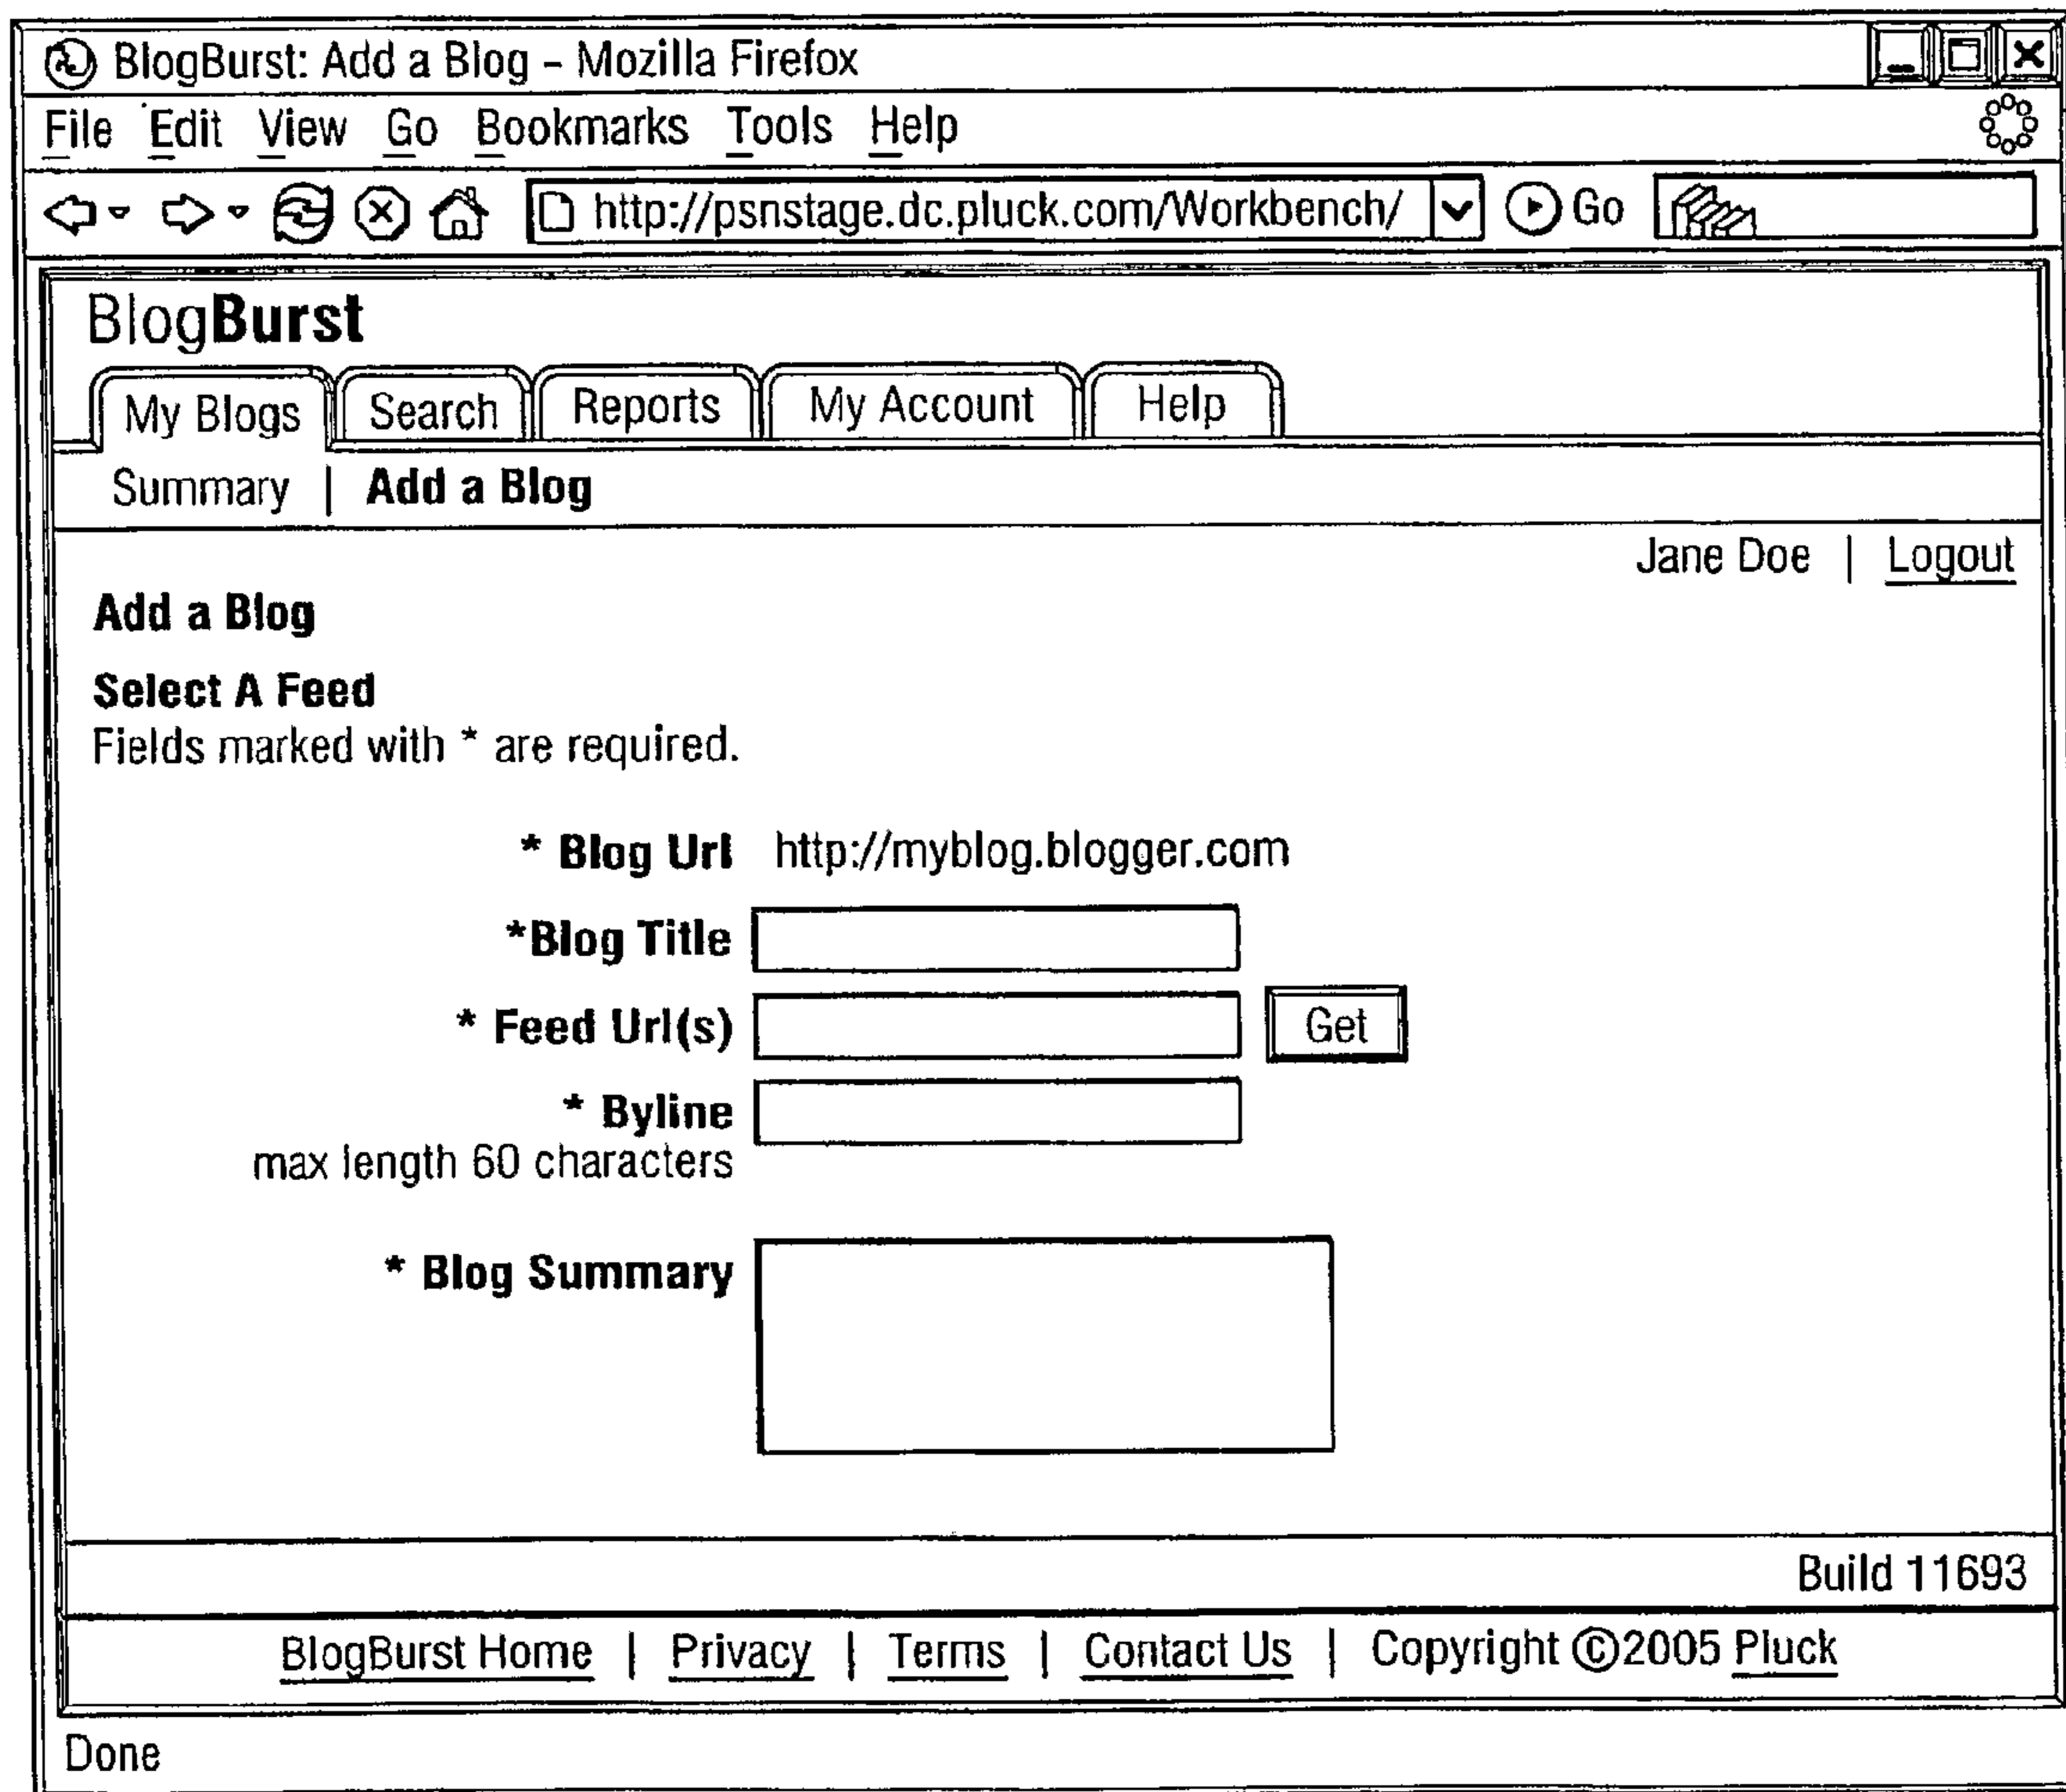 BlogBurst: Add a Blog - Mozilla Firefox
File Edit View Go Bookmarks Tools Help
http://psnstage.dc.pluck.com/Workbench/ Go
BlogBurst
My Blogs Search Reports My Account Help
Summary | Add a Blog
Jane Doe | Logout
Add a Blog
Select A Feed
Fields marked with * are required.
* Blog Url http://myblog.blogger.com
*Blog Title
* Feed Url(s) Get
* Byline
max length 60 characters
* Blog Summary
Build 11693
BlogBurst Home | Privacy | Terms | Contact Us | Copyright ©2005 Pluck
Done